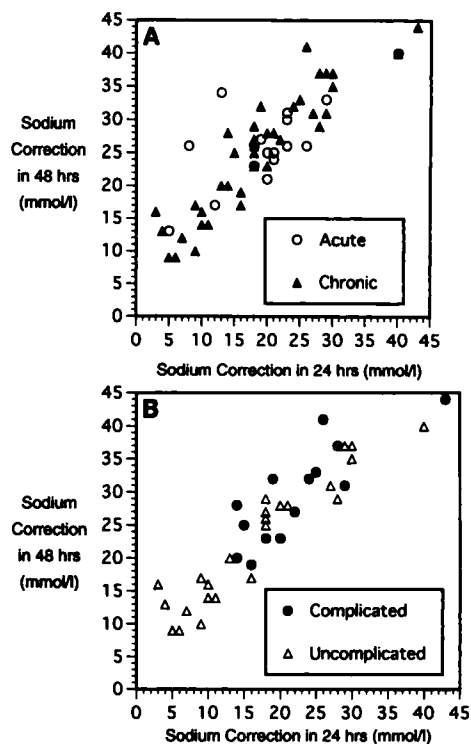 A
45
40
35
Sodium
30
Correction
25
in 48 hrs
20
(mmol/l)
15
10
Acute
5
Chronic
0
0 5 10 15 20 25 30 35 40 45
Sodium Correction in 24 hrs (mmol/l)
B
45
40
35
Sodium
30
Correction
25
in 48 hrs
20
(mmol/l)
15
10
Complicated
5
Uncomplicated
0
0 5 10 15 20 25 30 35 40 45
Sodium Correction in 24 hrs (mmol/l)